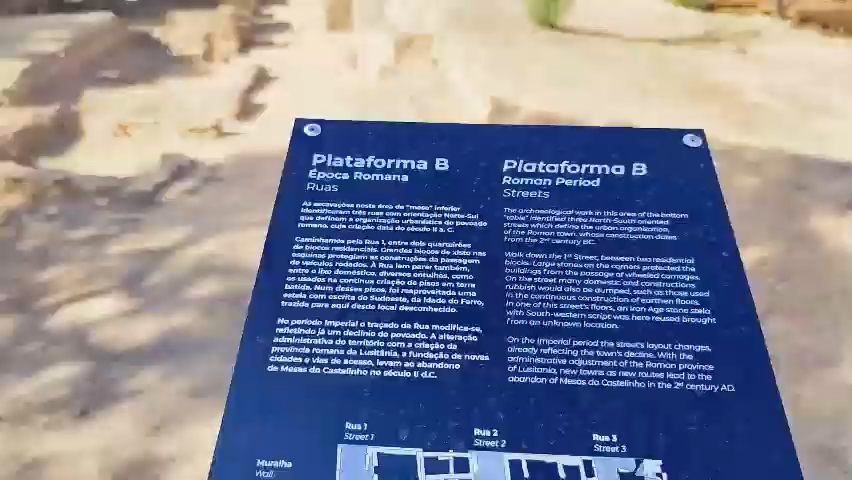 Plataforma B
Época Romana
Ruas
As escavações nesta área da "mesa" inferior
identificaram três ruas com orientação Norte-Sul
que definem a organização urbanística do povoado
romano, cuja criação data do século II a. C.
Caminhamos pela Rua 1, entre dois quarteirões
de blocos residenciais. Grandes blocos de xisto nas
esquinas protegiam as construções da passagem
de veículos rodados. À Rua iam parar também,
entre o lixo doméstico, diversos entulhos, como
os usados na contínua criação de pisos em terra
batida. Num desses pisos, foi reaproveitada uma
estela com escrita do Sudoeste, da Idade do Ferro,
trazida para aqui desde local desconhecido.
No período Imperial o traçado da Rua modifica-se,
refletindo já um declínio do povoado. A alteração
administrativa do território com a criação da
província romana da Lusitânia, a fundação de novas
cidades e vias de acesso, levam ao abandono
de Mesas do Castelinho no século II d.C.
Plataforma B
Roman Period
Streets
The archaeological work in this area of the bottom
"table" identified three North-South oriented
streets which define the urban organization,
of the Roman town, whose construction dates
from the 2nd century BC.
Walk down the 1st Street, between two residential
blocks. Large stones on the corners protected the
buildings from the passage of wheeled carriages.
On the street many domestic and constructions
rubbish would also be dumped, such as those used
in the continuous construction of earthen floors.
In one of this street's floors, an Iron Age stone stela
with South-western script was here reused brought
from an unknown location.
On the Imperial period the street's layout changes,
already reflecting the town's decline. With the
administrative adjustment of the Roman province
of Lusitania, new towns as new routes lead to the
abandon of Mesas do Castelinho in the 2nd century AD.
Rua 1
Street 1
Rua 2
Street 2
Rua 3
Street 3
Muralha
Wall